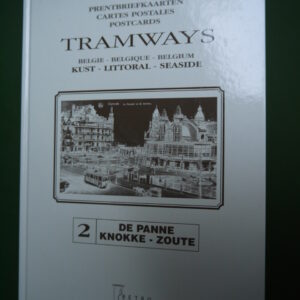 PRENTBRIEFKAARTEN
CARTES POSTALES
POSTCARDS
TRAMWAYS
BELGIE - BELGIQUE - BELGIUM
KUST - LITTORAL - SEASIDE
2
DE PANNE
KNOKKE - ZOUTE